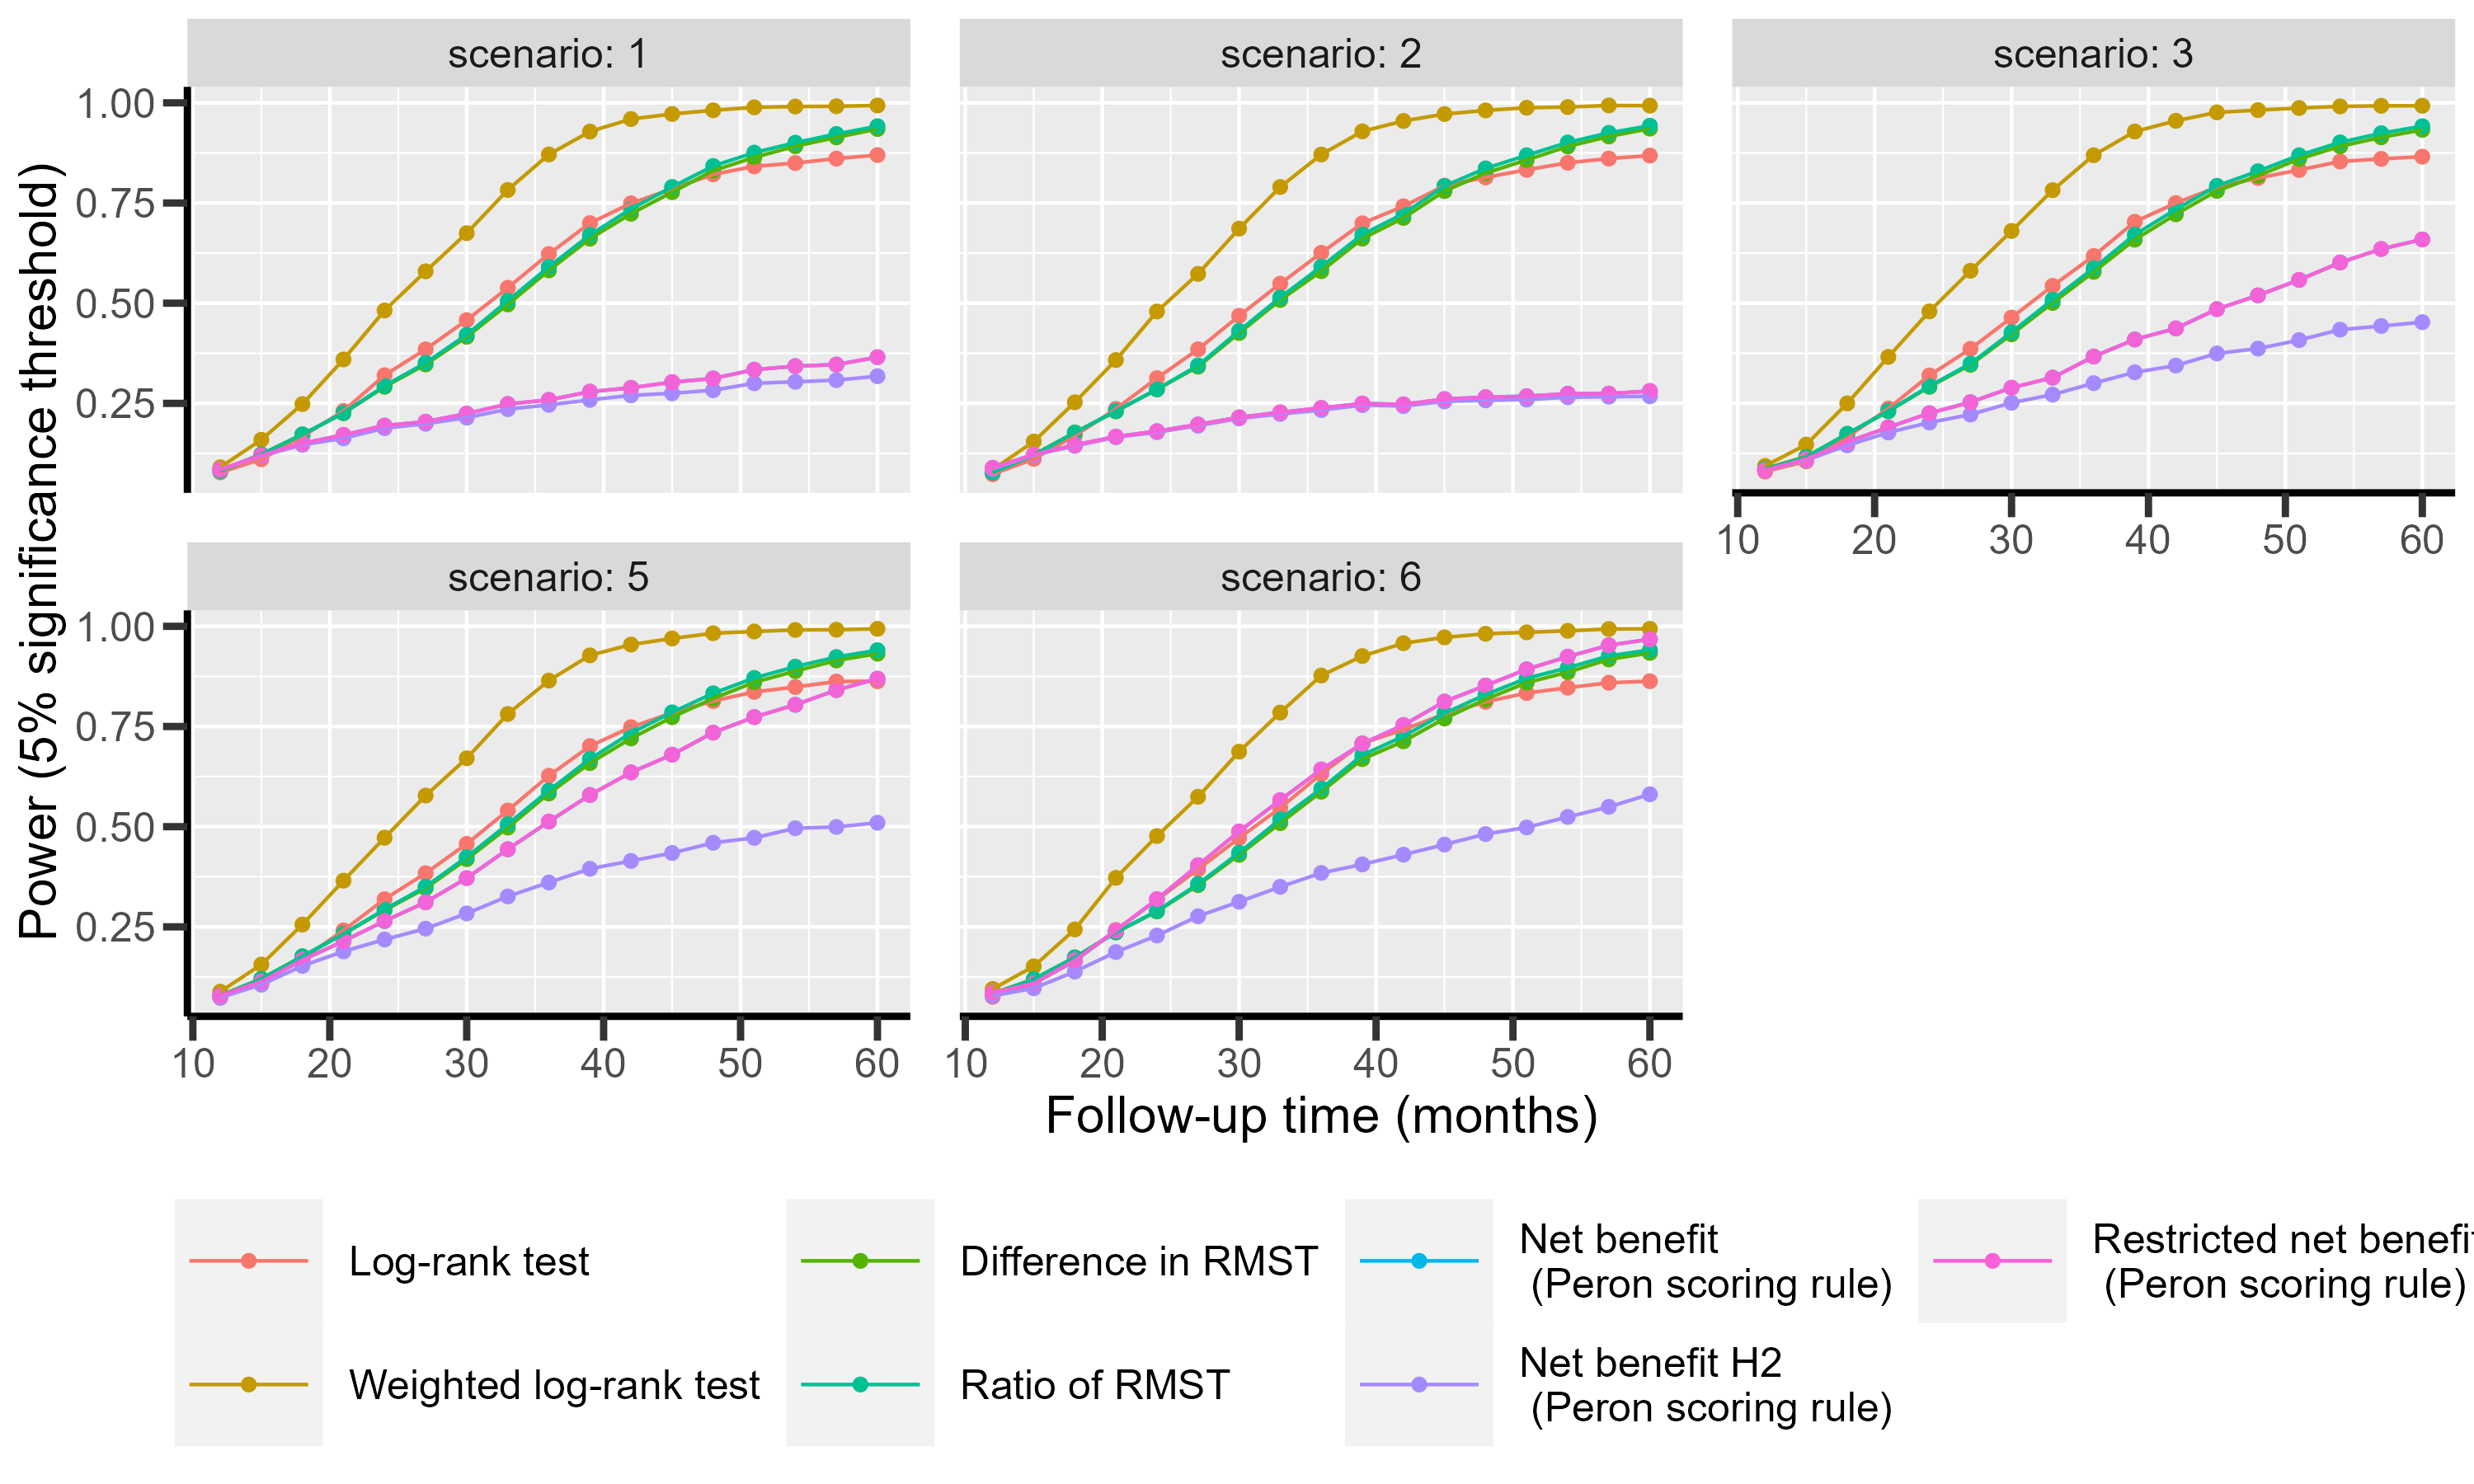 scenario: 1
scenario: 2
scenario: 3
1.00
0.75
0.50
0.25
10 20 30 40 50 60
scenario: 5
scenario: 6
1.00
0.75
0.50
0.25
10 20 30 40 50 60
10 20 30 40 50 60
Power (5% significance threshold)
Follow-up time (months)
Log-rank test
Weighted log-rank test
Difference in RMST
Ratio of RMST
Net benefit
(Peron scoring rule)
Net benefit H2
(Peron scoring rule)
Restricted net benefit
(Peron scoring rule)